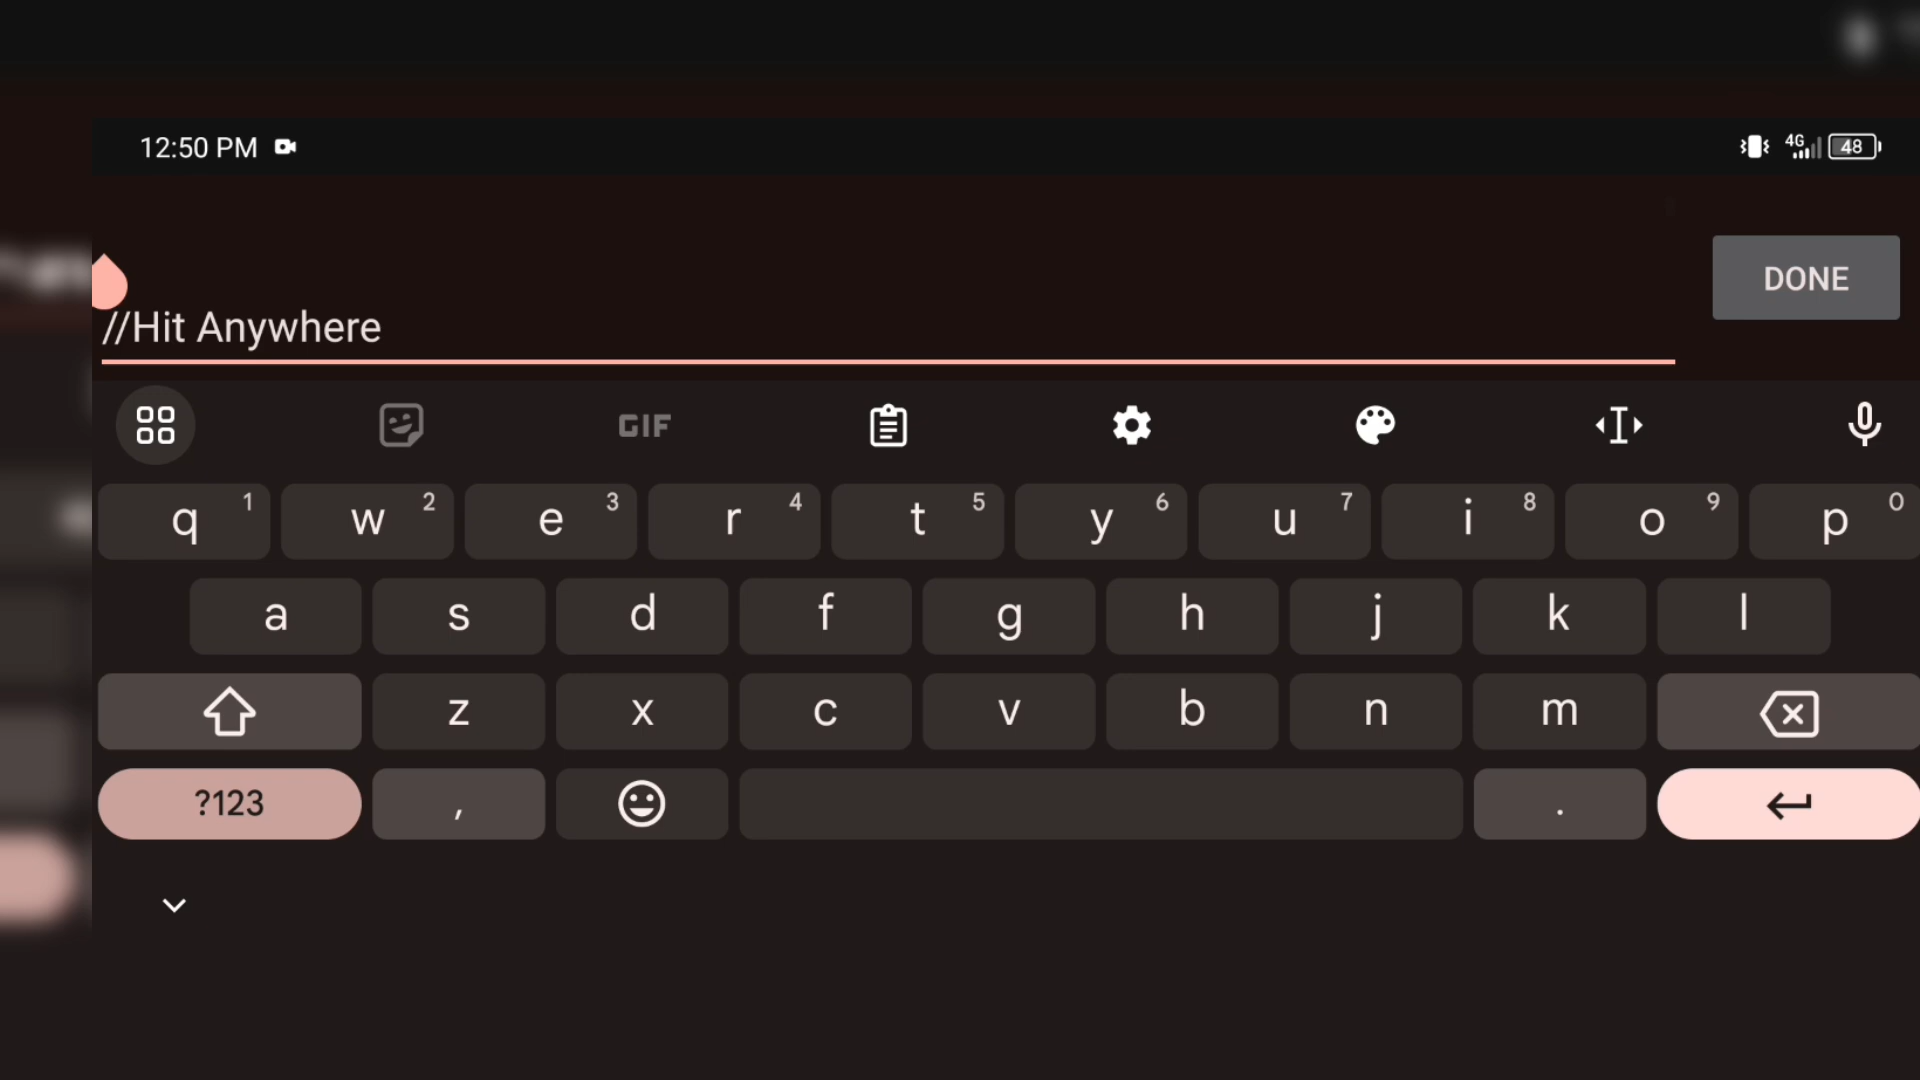 12:50 PM
4G
48
DONE
//Hit Anywhere
GIF
q 1 w 2 e 3 r 4 t 5 y 6 u 7 i 8 o 9 p 0
a s d f g h j k l
z x c v b n m
?123 , .